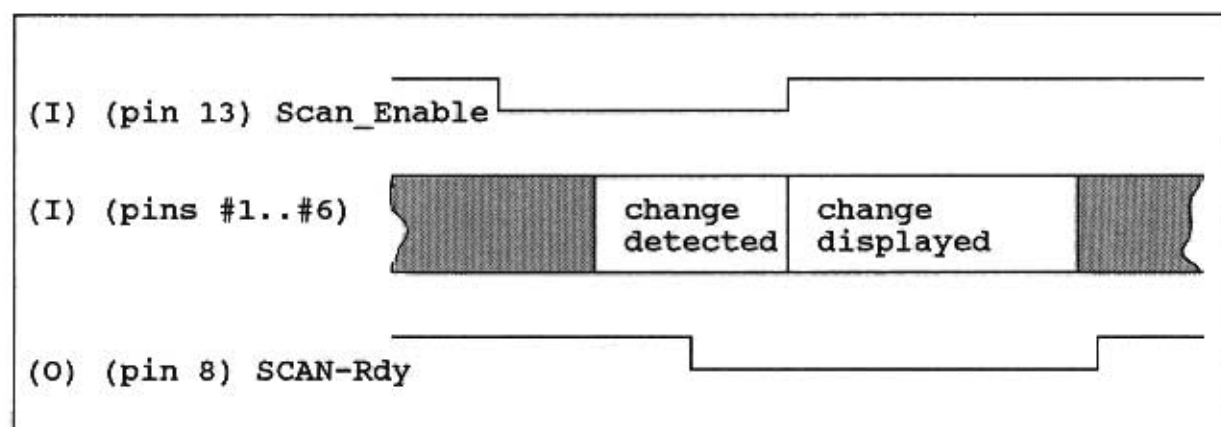 (I) (pin 13) Scan_Enable
(I) (pins #1..#6)
change
detected
change
displayed
(O) (pin 8) SCAN-Rdy